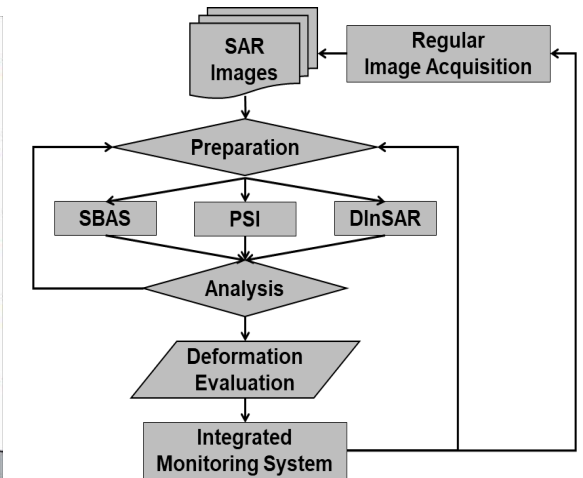 SAR
Images
Regular
Image Acquisition
Preparation
SBAS
PSI
DInSAR
Analysis
Deformation
Evaluation
Integrated
Monitoring System